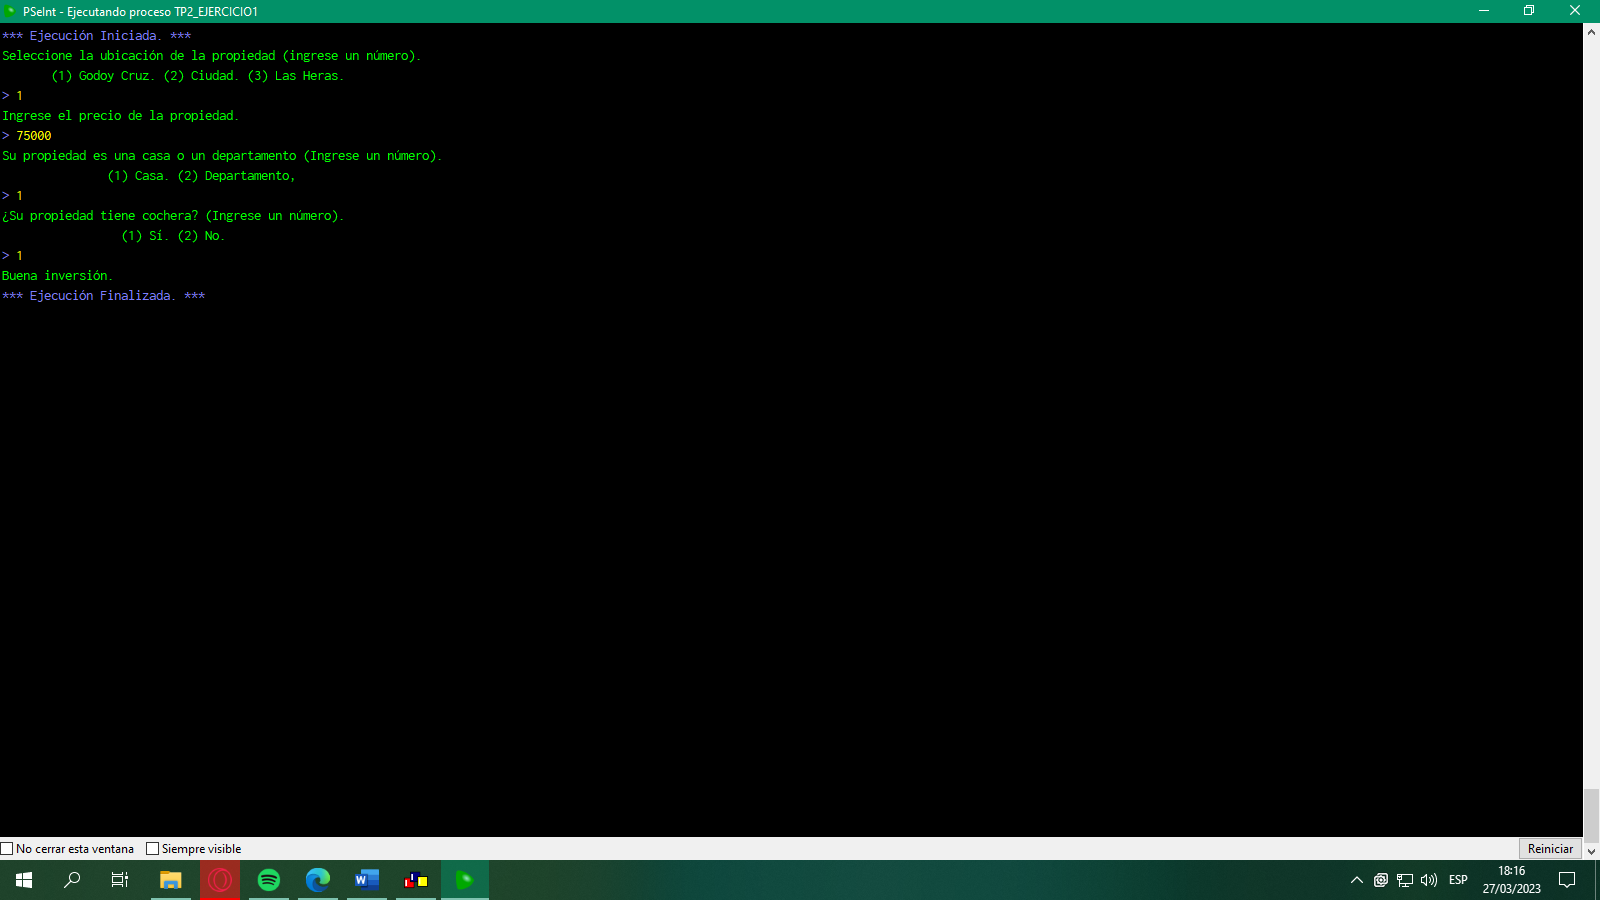 PSeInt - Ejecutando proceso TP2_EJERCICIO1
*** Ejecución Iniciada. ***
Seleccione la ubicación de la propiedad (ingrese un número).
(1) Godoy Cruz. (2) Ciudad. (3) Las Heras.
> 1
Ingrese el precio de la propiedad.
> 75000
Su propiedad es una casa o un departamento (Ingrese un número).
(1) Casa. (2) Departamento,
> 1
¿Su propiedad tiene cochera? (Ingrese un número).
(1) Sí. (2) No.
> 1
Buena inversión.
*** Ejecución Finalizada. ***
No cerrar esta ventana
Siempre visible
Reiniciar
W
ESP
18:16
27/03/2023